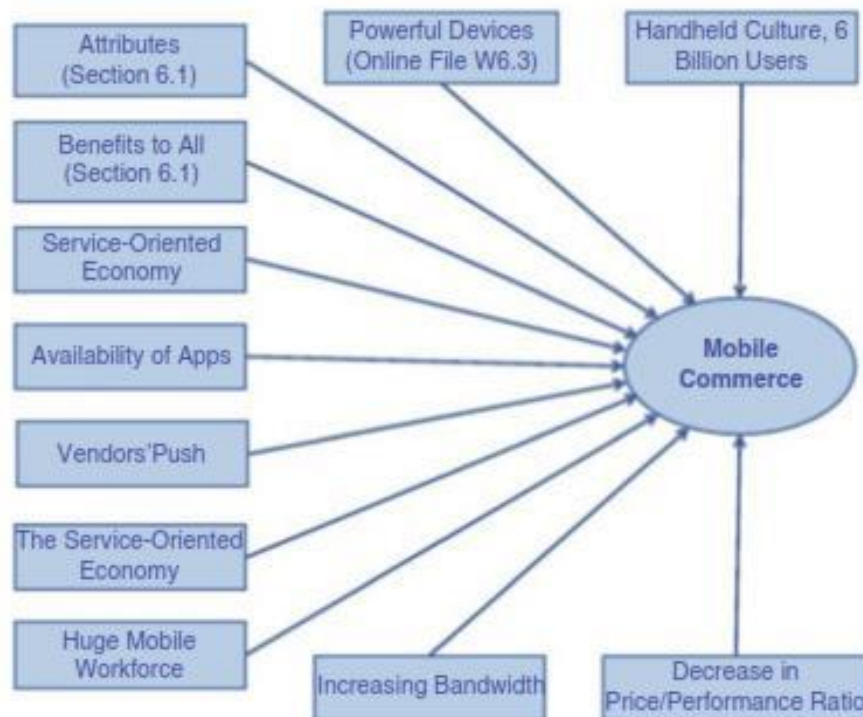 Attributes
(Section 6.1)
Powerful Devices
(Online File W6.3)
Handheld Culture, 6
Billion Users
Benefits to All
(Section 6.1)
Service-Oriented
Economy
Availability of Apps
Mobile
Commerce
Vendors'Push
The Service-Oriented
Economy
Huge Mobile
Workforce
Increasing Bandwidth
Decrease in
Price/Performance Ratio